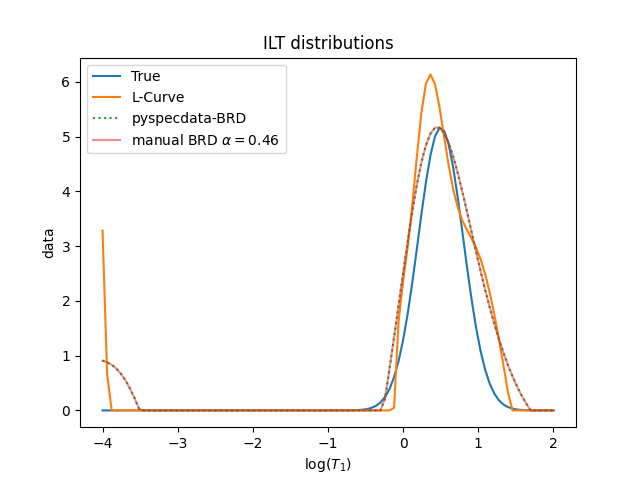 ILT distributions
True
L-Curve
pyspecdata-BRD
manual BRD α = 0.46
data
6
5
4
3
2
1
0
−4 −3 −2 −1 0 1 2
log(T₁)